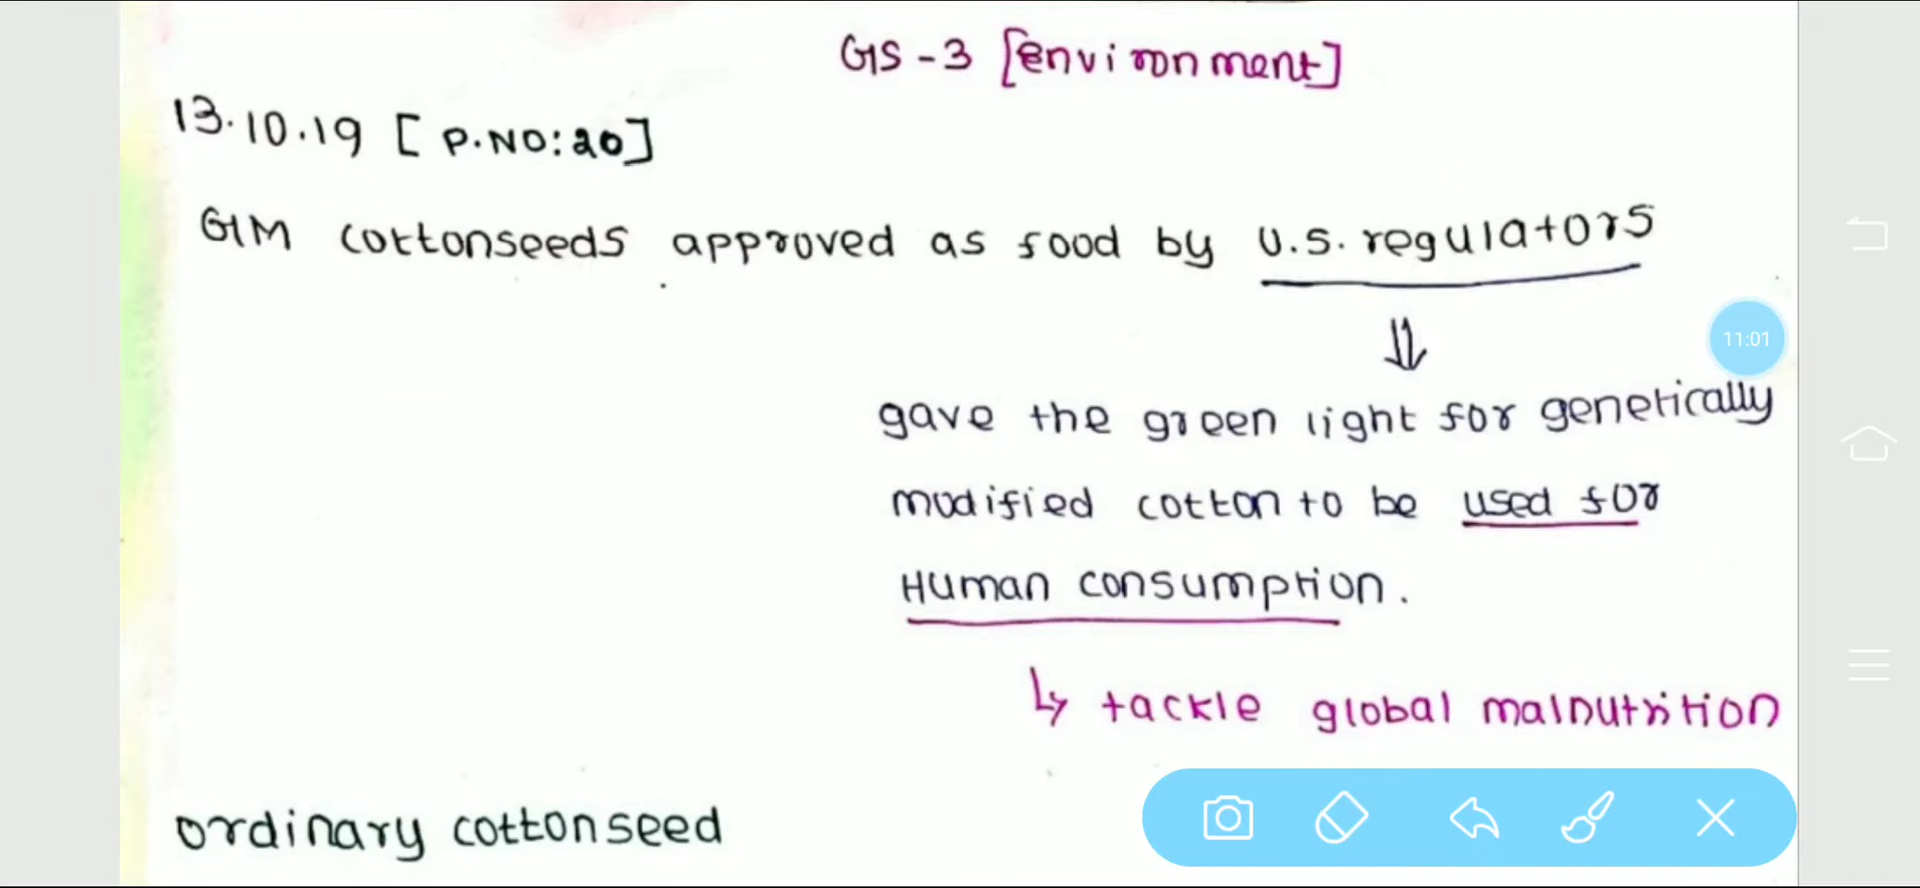 GS-3 [environment]
13.10.19 [P.NO:20]
GM cottonseeds approved as food by U.S. regulators
11:01
gave the green light for genetically
modified cotton to be used for
Human consumption.
tackle global malnutrition
ordinary cottonseed